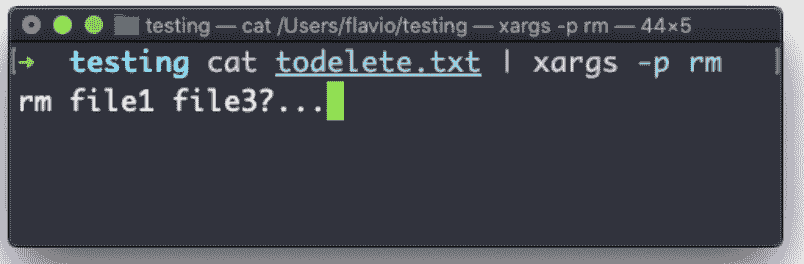 testing — cat /Users/flavio/testing — xargs -p rm — 44×5
[➜ testing cat todelete.txt | xargs -p rm ]
rm file1 file3?...